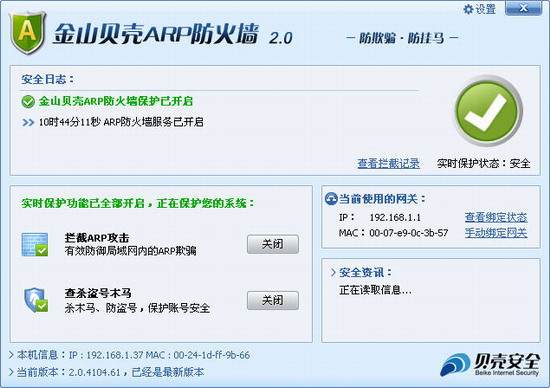 设置
金山贝壳ARP防火墙 2.0
— 防欺骗·防挂马 —
安全日志：
金山贝壳ARP防火墙保护已开启
>> 10时44分11秒 ARP防火墙服务已开启
查看拦截记录
实时保护状态：安全
实时保护功能已全部开启，正在保护您的系统：
拦截ARP攻击
有效防御局域网内的ARP欺骗
关闭
查杀盗号木马
杀木马、防盗号，保护账号安全
关闭
当前使用的网关：
IP： 192.168.1.1 查看绑定状态
MAC：00-07-e9-0c-3b-57 手动绑定网关
> 安全资讯：
正在读取信息...
> 本机信息：IP：192.168.1.37 MAC：00-24-1d-ff-9b-66
> 当前版本：2.0.4104.61，已经是最新版本
贝壳安全
Beike Internet Security